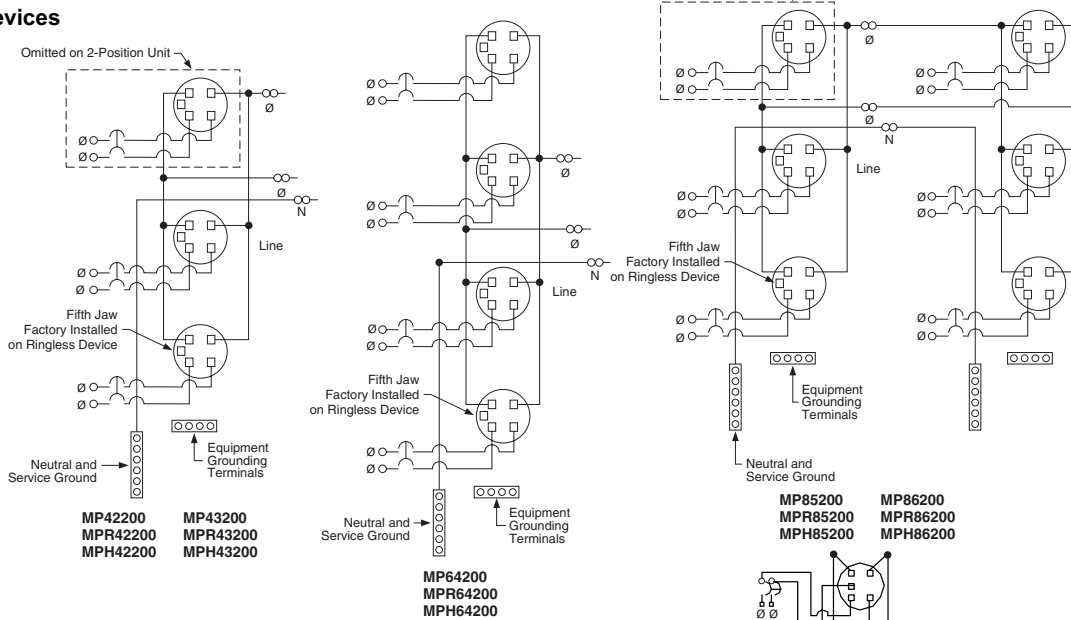 evices
Omitted on 2-Position Unit
Ø
Ø
Ø
Ø
N
Line
Ø
Ø
Fifth Jaw
Factory Installed
on Ringless Device
Ø
Ø
Equipment
Grounding
Terminals
Neutral and
Service Ground
MP42200 MP43200
MPR42200 MPR43200
MPH42200 MPH43200
Ø
Ø
Ø
Ø
Ø
Ø
N
Line
Ø
Ø
Fifth Jaw
Factory Installed
on Ringless Device
Ø
Ø
Equipment
Grounding
Terminals
Neutral and
Service Ground
MP64200
MPR64200
MPH64200
Ø
Ø
Ø
Ø
Ø
Ø
N
Line
Ø
Ø
Ø
Ø
Fifth Jaw
Factory Installed
on Ringless Device
Ø
Ø
Ø
Ø
Equipment
Grounding
Terminals
Neutral and
Service Ground
MP85200 MP86200
MPR85200 MPR86200
MPH85200 MPH86200
Ø Ø